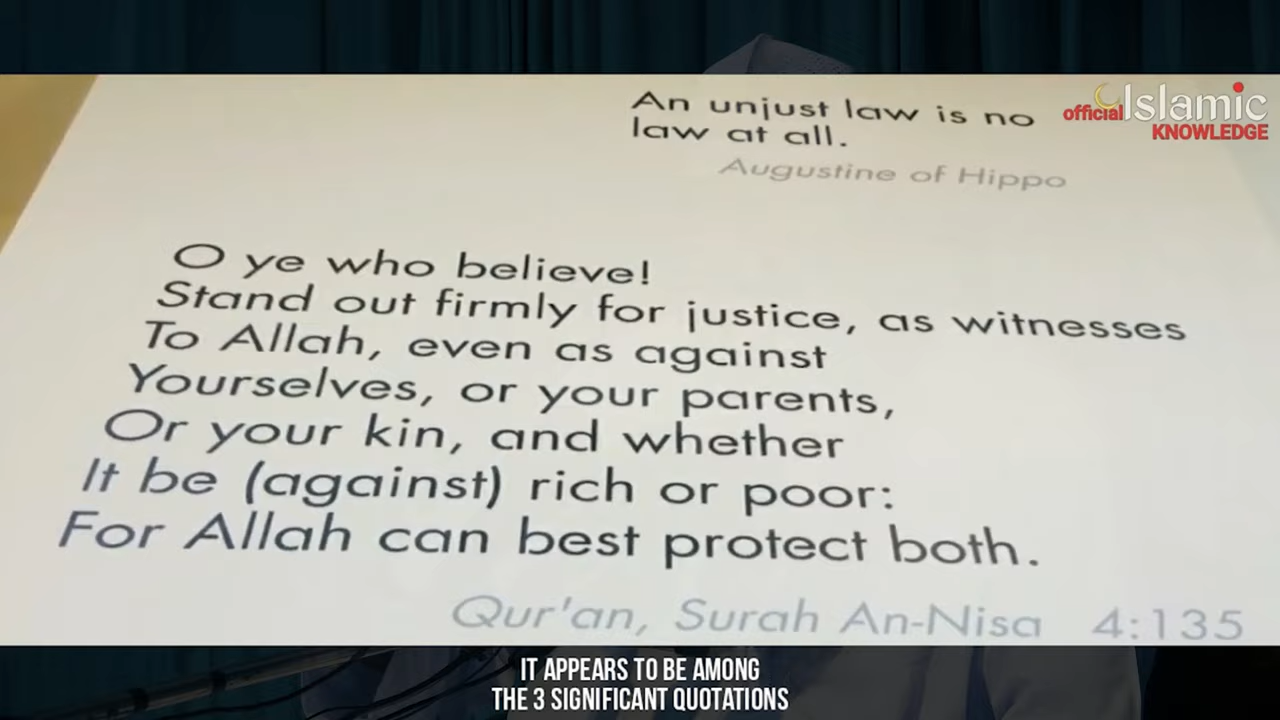 An unjust law is no
law at all.
Augustine of Hippo
official Islamic
KNOWLEDGE
O ye who believe!
Stand out firmly for justice, as witnesses
To Allah, even as against
Yourselves, or your parents,
Or your kin, and whether
It be (against) rich or poor:
For Allah can best protect both.
Qur'an, Surah An-Nisa 4:135
IT APPEARS TO BE AMONG
THE 3 SIGNIFICANT QUOTATIONS